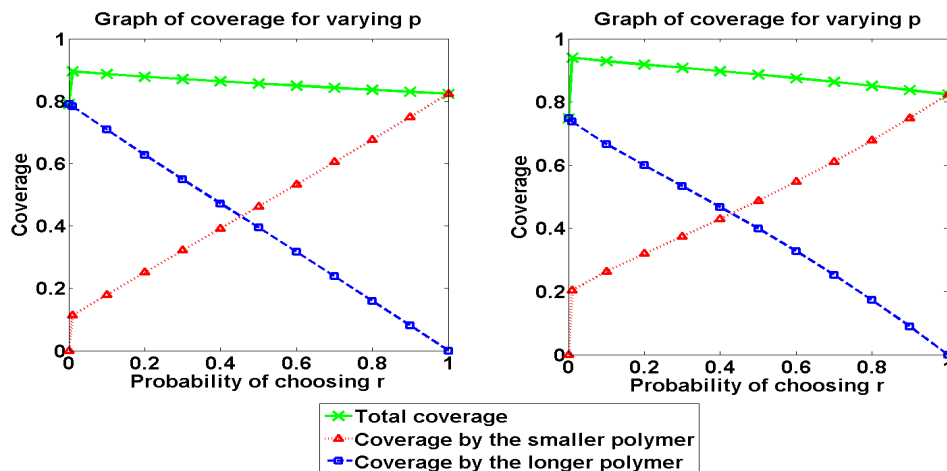 Graph of coverage for varying p
1
0.8
0.6
0.4
0.2
0
Coverage
0 0.2 0.4 0.6 0.8 1
Probability of choosing r
Graph of coverage for varying p
1
0.8
0.6
0.4
0.2
0
Coverage
0 0.2 0.4 0.6 0.8 1
Probability of choosing r
Total coverage
Coverage by the smaller polymer
Coverage by the longer polymer